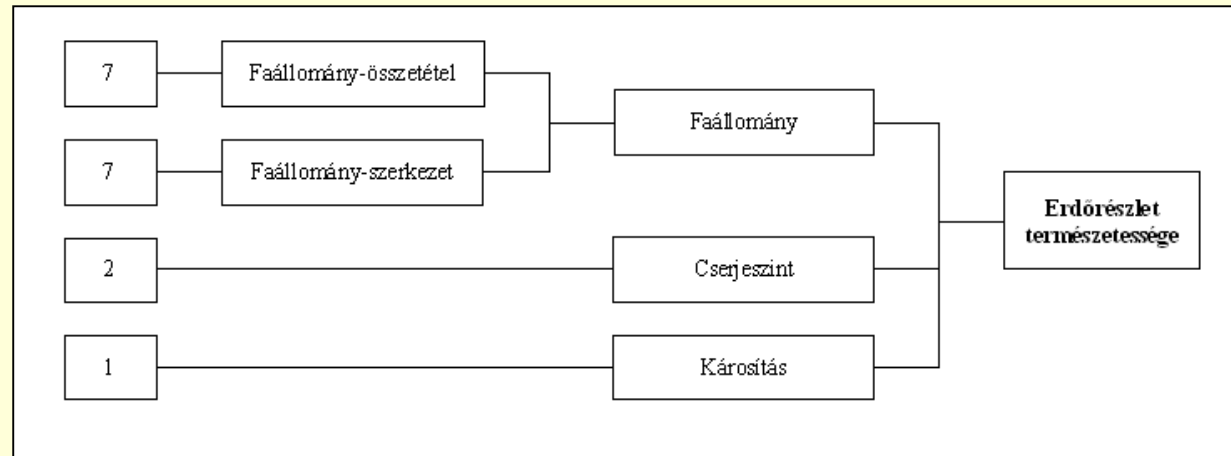 7
Faállomány-összetétel
Faállomány
7
Faállomány-szerkezet
Erdőrészlet
természetessége
2
Cserjeszint
1
Károsítás